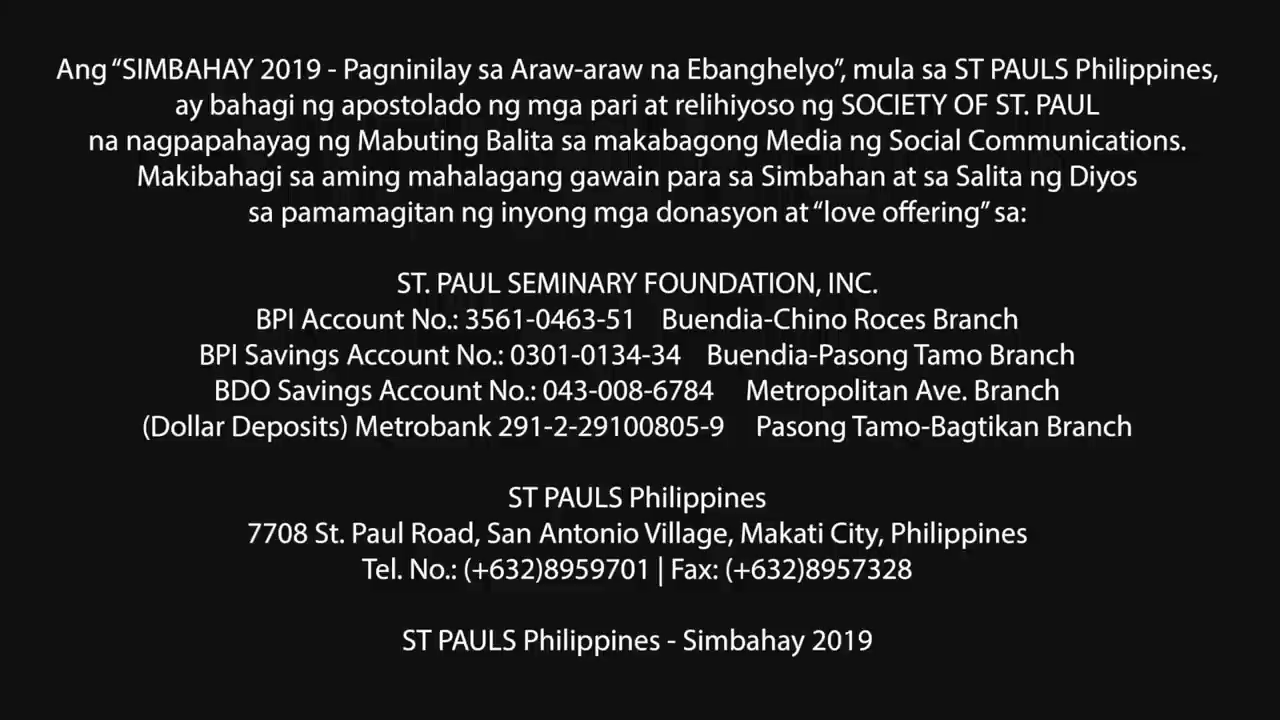 Ang “SIMBAHAY 2019 - Pagninilay sa Araw-araw na Ebanghelyo”, mula sa ST PAULS Philippines,
ay bahagi ng apostolado ng mga pari at relihiyoso ng SOCIETY OF ST. PAUL
na nagpapahayag ng Mabuting Balita sa makabagong Media ng Social Communications.
Makibahagi sa aming mahalagang gawain para sa Simbahan at sa Salita ng Diyos
sa pamamagitan ng inyong mga donasyon at “love offering” sa:
ST. PAUL SEMINARY FOUNDATION, INC.
BPI Account No.: 3561-0463-51 Buendia-Chino Roces Branch
BPI Savings Account No.: 0301-0134-34 Buendia-Pasong Tamo Branch
BDO Savings Account No.: 043-008-6784 Metropolitan Ave. Branch
(Dollar Deposits) Metrobank 291-2-29100805-9 Pasong Tamo-Bagtikan Branch
ST PAULS Philippines
7708 St. Paul Road, San Antonio Village, Makati City, Philippines
Tel. No.: (+632)8959701 | Fax: (+632)8957328
ST PAULS Philippines - Simbahay 2019